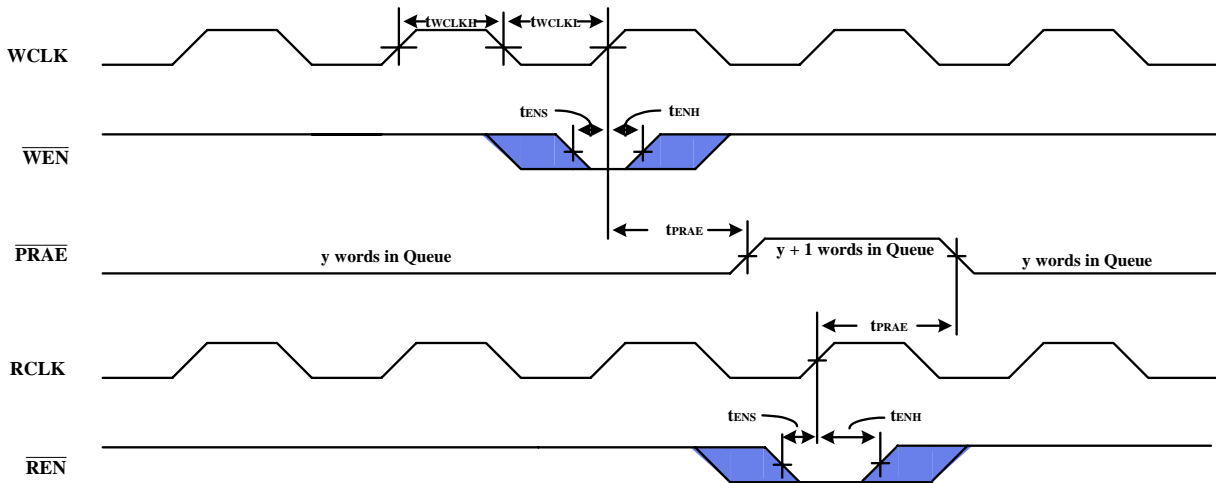 tWCLKH tWCLKL
WCLK
tENS tENH
WEN
tPRAE
PRAE
y words in Queue
y + 1 words in Queue
y words in Queue
tPRAE
RCLK
tENS tENH
REN